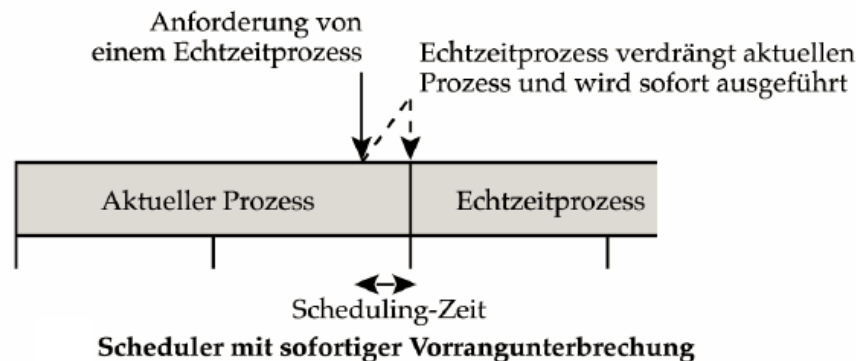 Anforderung von
einem Echtzeitprozess
Echtzeitprozess verdrängt aktuellen
Prozess und wird sofort ausgeführt
Aktueller Prozess
Echtzeitprozess
Scheduling-Zeit
Scheduler mit sofortiger Vorrangunterbrechung